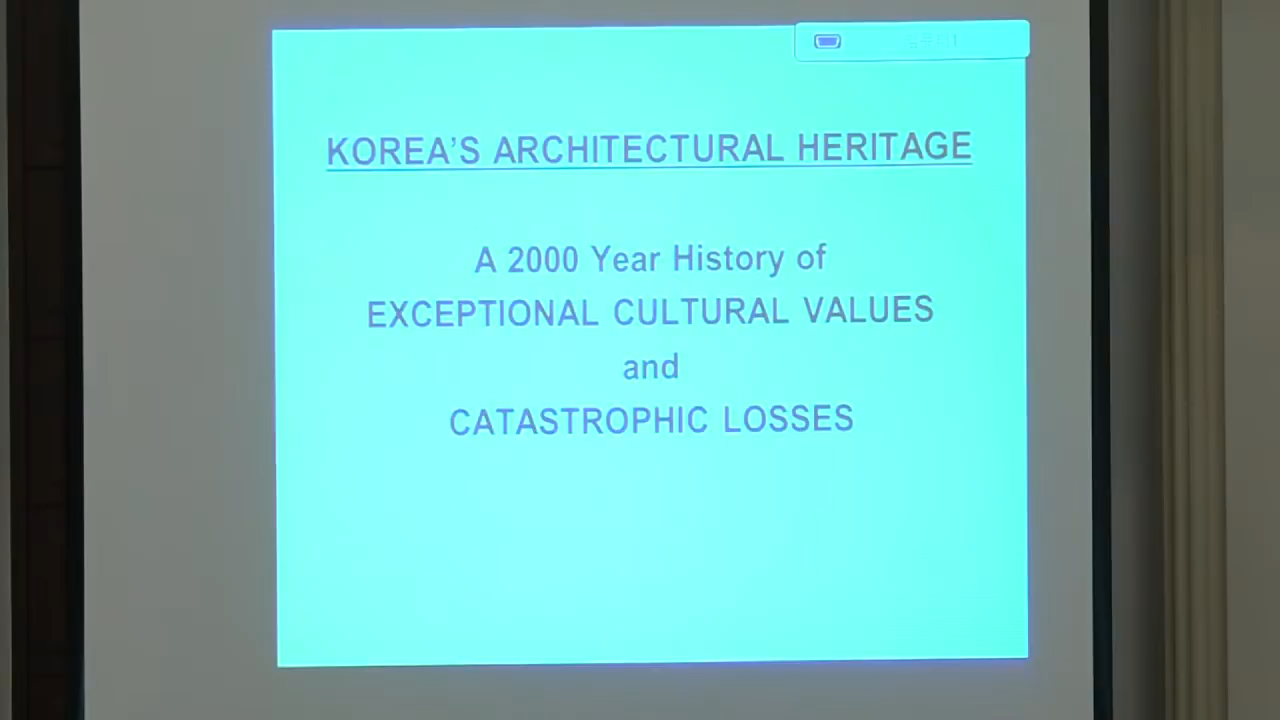 KOREA'S ARCHITECTURAL HERITAGE
A 2000 Year History of
EXCEPTIONAL CULTURAL VALUES
and
CATASTROPHIC LOSSES